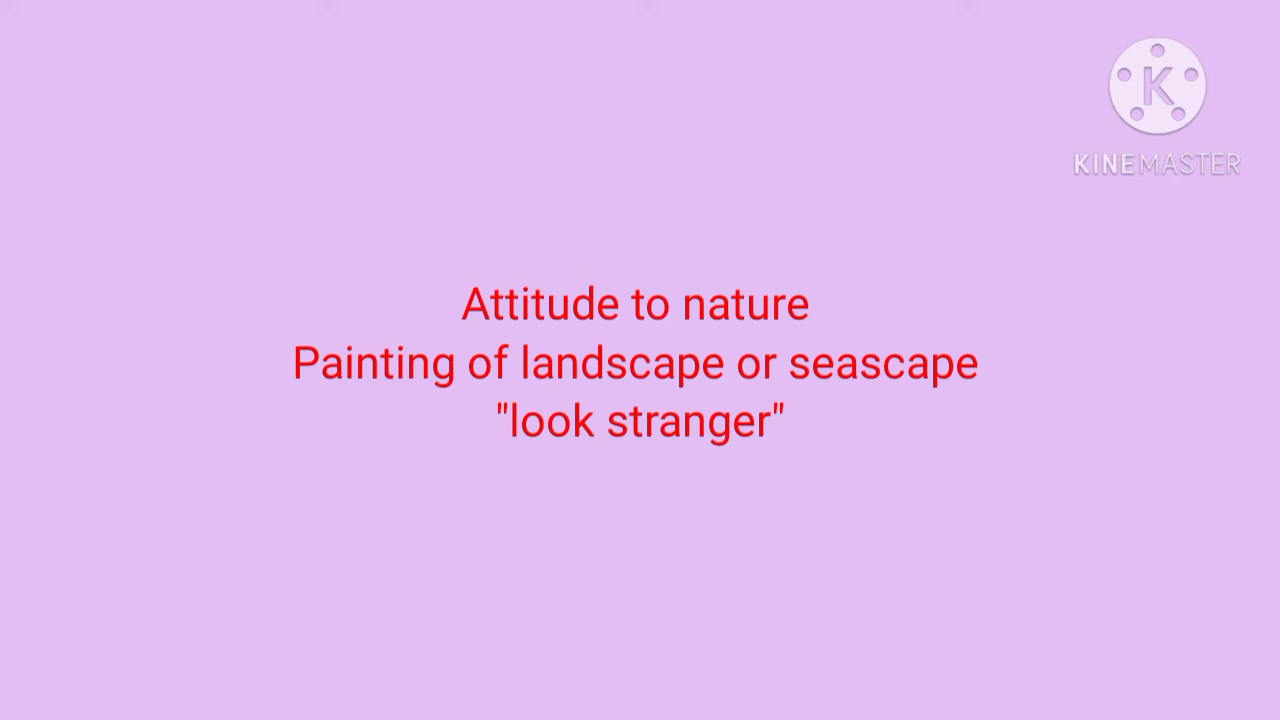 K
KINEMASTER
Attitude to nature
Painting of landscape or seascape
"look stranger"